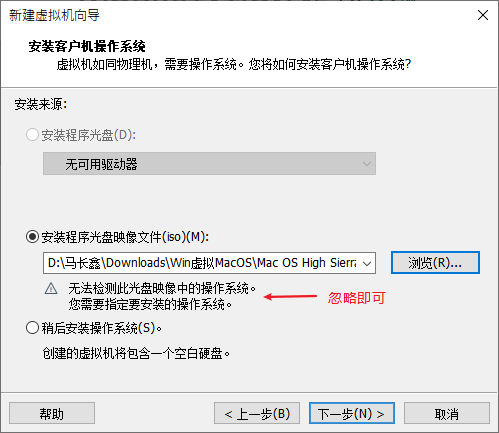 新建虚拟机向导
安装客户机操作系统
虚拟机如同物理机，需要操作系统。您将如何安装客户机操作系统?
安装来源:
安装程序光盘(D):
无可用驱动器
安装程序光盘映像文件(iso)(M):
D:\马长鑫\Downloads\Win虚拟MacOS\Mac OS High Sierra
浏览(R)...
无法检测此光盘映像中的操作系统。
您需要指定要安装的操作系统。
忽略即可
稍后安装操作系统(S)。
创建的虚拟机将包含一个空白硬盘。
帮助
< 上一步(B)
下一步(N) >
取消